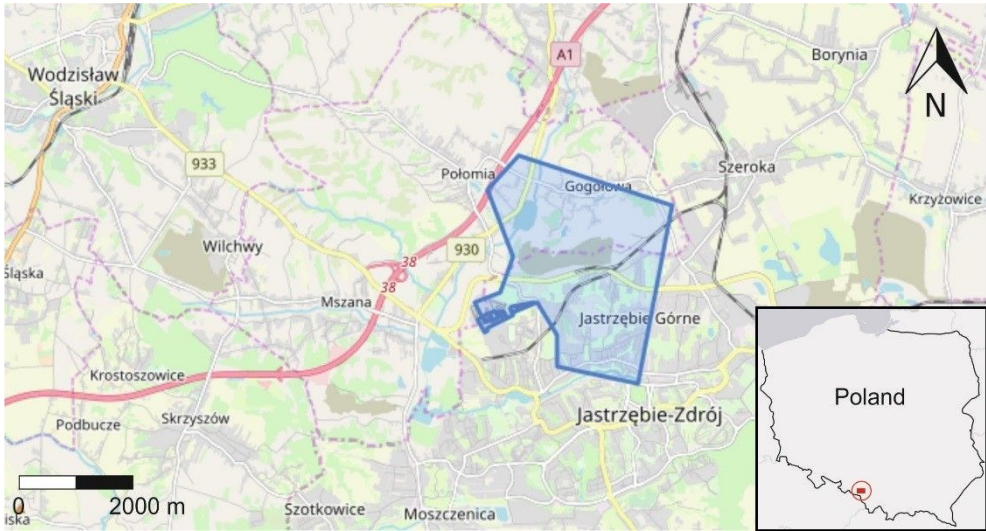 A1
Borynia
N
Wodzisław
Śląski
933
Połomia
Gogołowa
Szeroka
Krzyżowice
930
Wilchwy
38
Śląska
38
Mszana
Jastrzębie Górne
Krostoszowice
Poland
Skrzyszów
Jastrzębie-Zdrój
Podbucze
0
2000 m
Szotkowice
Moszczenica
iska